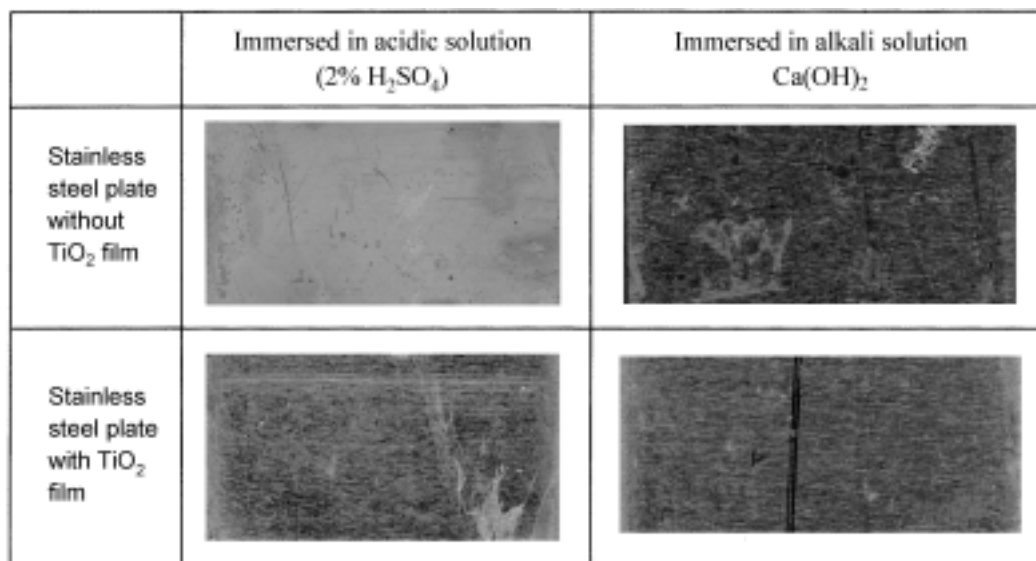 Immersed in acidic solution
(2% H₂SO₄)
Immersed in alkali solution
Ca(OH)₂
Stainless
steel plate
without
TiO₂ film
Stainless
steel plate
with TiO₂
film